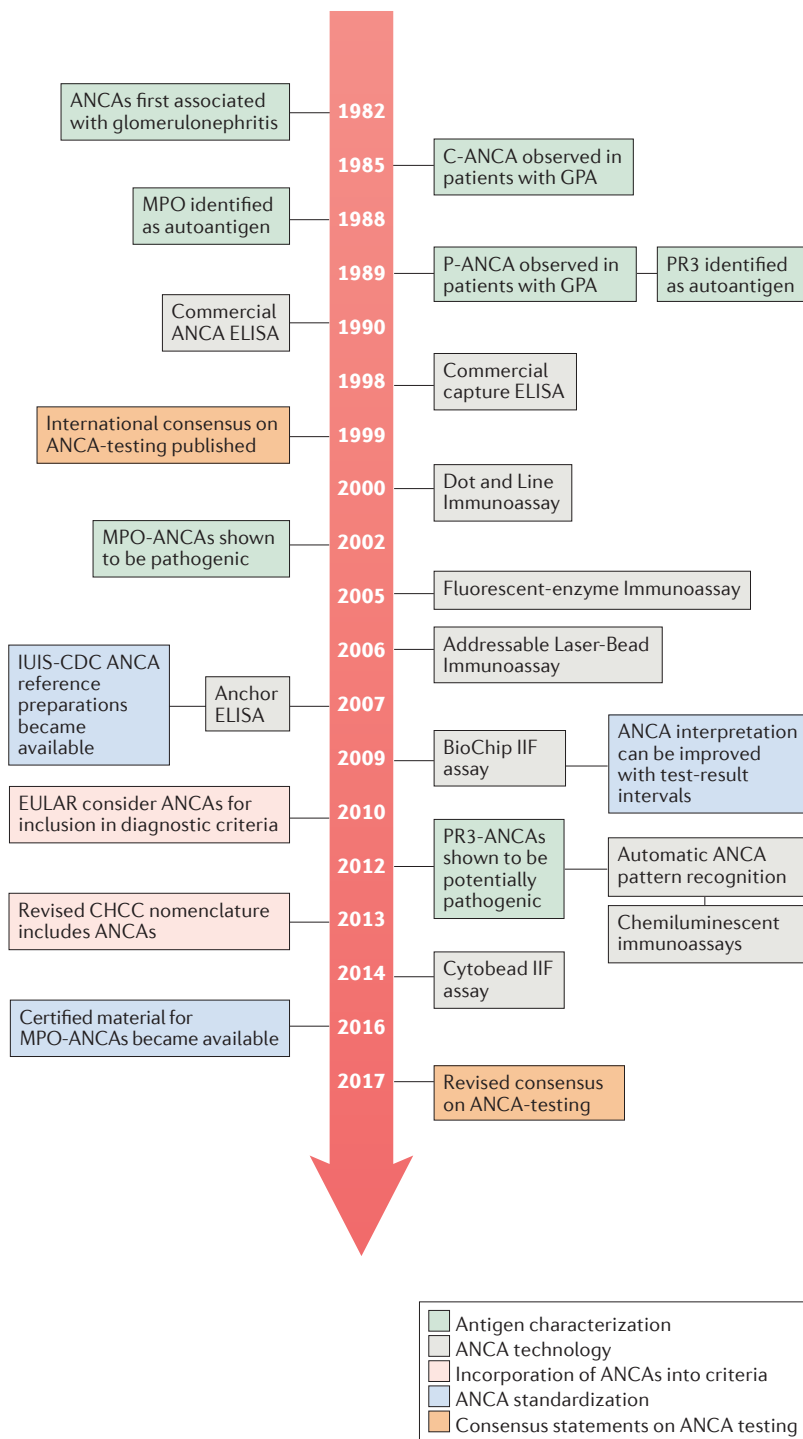 ANCAs first associated
with glomerulonephritis
1982
1985
C-ANCA observed in
patients with GPA
MPO identified
as autoantigen
1988
1989
P-ANCA observed in
patients with GPA
PR3 identified
as autoantigen
Commercial
ANCA ELISA
1990
1998
Commercial
capture ELISA
International consensus on
ANCA-testing published
1999
2000
Dot and Line
Immunoassay
MPO-ANCAs shown
to be pathogenic
2002
2005
Fluorescent-enzyme Immunoassay
2006
Addressable Laser-Bead
Immunoassay
IUIS-CDC ANCA
reference
preparations
became
available
Anchor
ELISA
2007
2009
BioChip IIF
assay
ANCA interpretation
can be improved
with test-result
intervals
EULAR consider ANCAs for
inclusion in diagnostic criteria
2010
2012
PR3-ANCAs
shown to be
potentially
pathogenic
Automatic ANCA
pattern recognition
Chemiluminescent
immunoassays
Revised CHCC nomenclature
includes ANCAs
2013
2014
Cytobead IIF
assay
Certified material for
MPO-ANCAs became available
2016
2017
Revised consensus
on ANCA-testing
Antigen characterization
ANCA technology
Incorporation of ANCAs into criteria
ANCA standardization
Consensus statements on ANCA testing